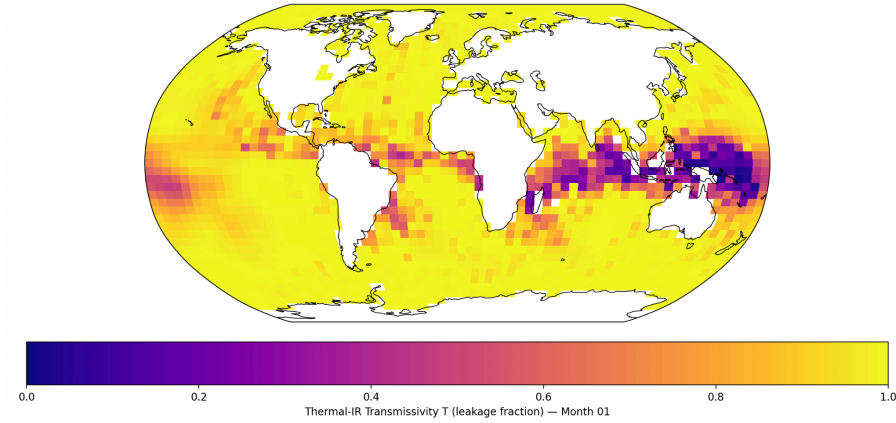 0.0 0.2 0.4 0.6 0.8 1.0
Thermal-IR Transmissivity T (leakage fraction) — Month 01